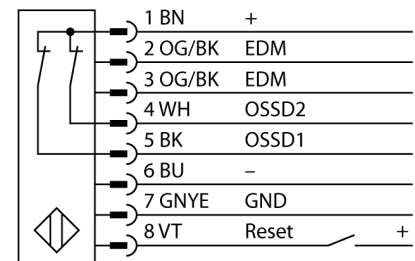 1 BN +
2 OG/BK EDM
3 OG/BK EDM
4 WH OSSD2
5 BK OSSD1
6 BU –
7 GNYE GND
8 VT Reset +